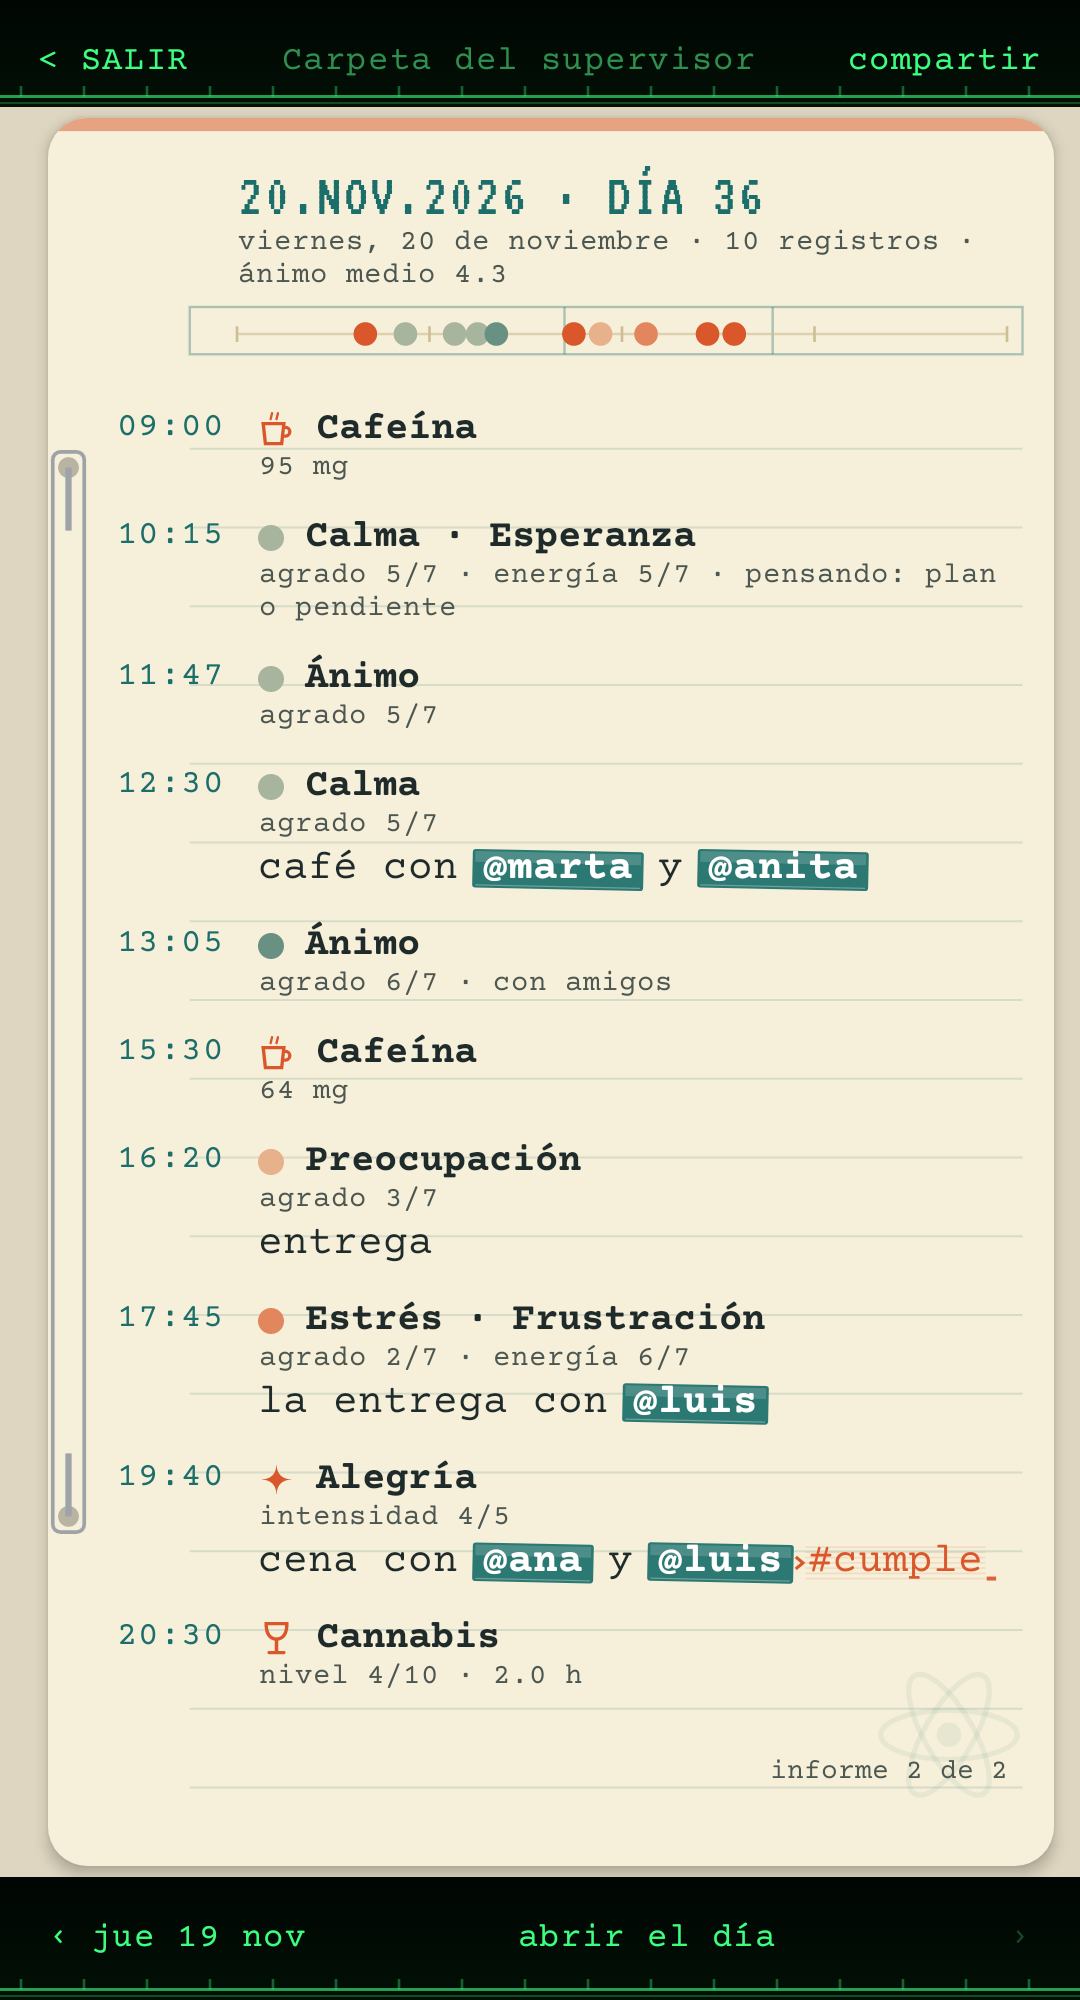 < SALIR Carpeta del supervisor compartir
20.NOV.2026 · DÍA 36
viernes, 20 de noviembre · 10 registros ·
ánimo medio 4.3
09:00 Cafeína
95 mg
10:15 Calma · Esperanza
agrado 5/7 · energía 5/7 · pensando: plan
o pendiente
11:47 Ánimo
agrado 5/7
12:30 Calma
agrado 5/7
café con @marta y @anita
13:05 Ánimo
agrado 6/7 · con amigos
15:30 Cafeína
64 mg
16:20 Preocupación
agrado 3/7
entrega
17:45 Estrés · Frustración
agrado 2/7 · energía 6/7
la entrega con @luis
19:40 Alegría
intensidad 4/5
cena con @ana y @luis›#cumple_
20:30 Cannabis
nivel 4/10 · 2.0 h
informe 2 de 2
‹ jue 19 nov abrir el día ›